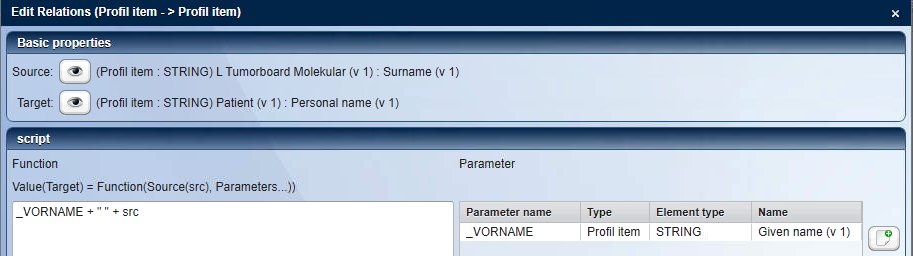 Edit Relations (Profil item - > Profil item)
×
Basic properties
Source: (Profil item : STRING) L Tumorboard Molekular (v 1) : Surname (v 1)
Target: (Profil item : STRING) Patient (v 1) : Personal name (v 1)
script
Function Parameter
Value(Target) = Function(Source(src), Parameters...))
_VORNAME + " " + src
Parameter name Type Element type Name
_VORNAME Profil item STRING Given name (v 1)